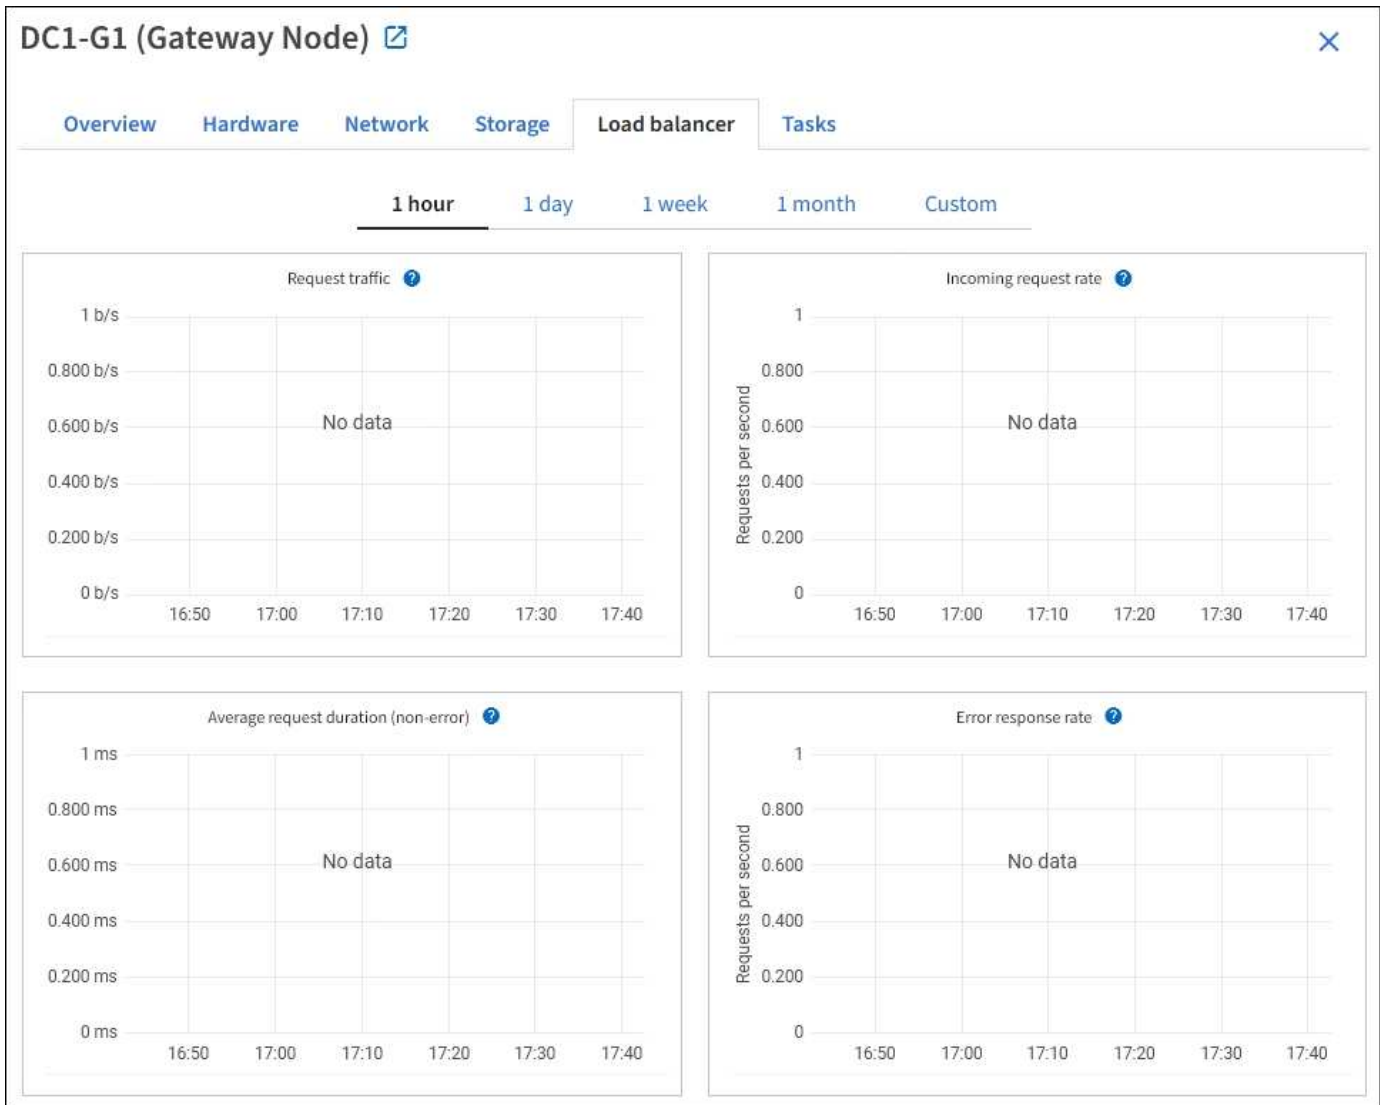 DC1-G1 (Gateway Node)
Overview Hardware Network Storage Load balancer Tasks
1 hour 1 day 1 week 1 month Custom
Request traffic ?
1 b/s
0.800 b/s
0.600 b/s
0.400 b/s
0.200 b/s
0 b/s
No data
16:50 17:00 17:10 17:20 17:30 17:40
Incoming request rate ?
Requests per second
1
0.800
0.600
0.400
0.200
0
No data
16:50 17:00 17:10 17:20 17:30 17:40
Average request duration (non-error) ?
1 ms
0.800 ms
0.600 ms
0.400 ms
0.200 ms
0 ms
No data
16:50 17:00 17:10 17:20 17:30 17:40
Error response rate ?
Requests per second
1
0.800
0.600
0.400
0.200
0
No data
16:50 17:00 17:10 17:20 17:30 17:40